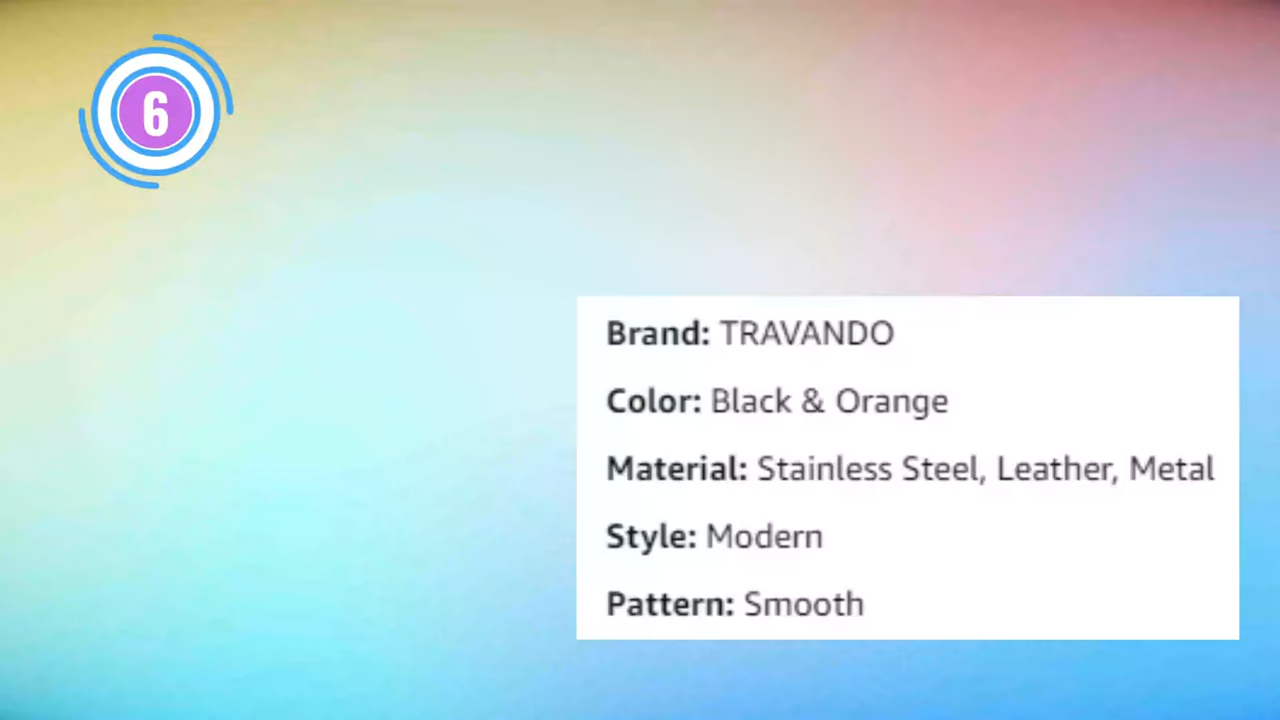 6
Brand: TRAVANDO
Color: Black & Orange
Material: Stainless Steel, Leather, Metal
Style: Modern
Pattern: Smooth